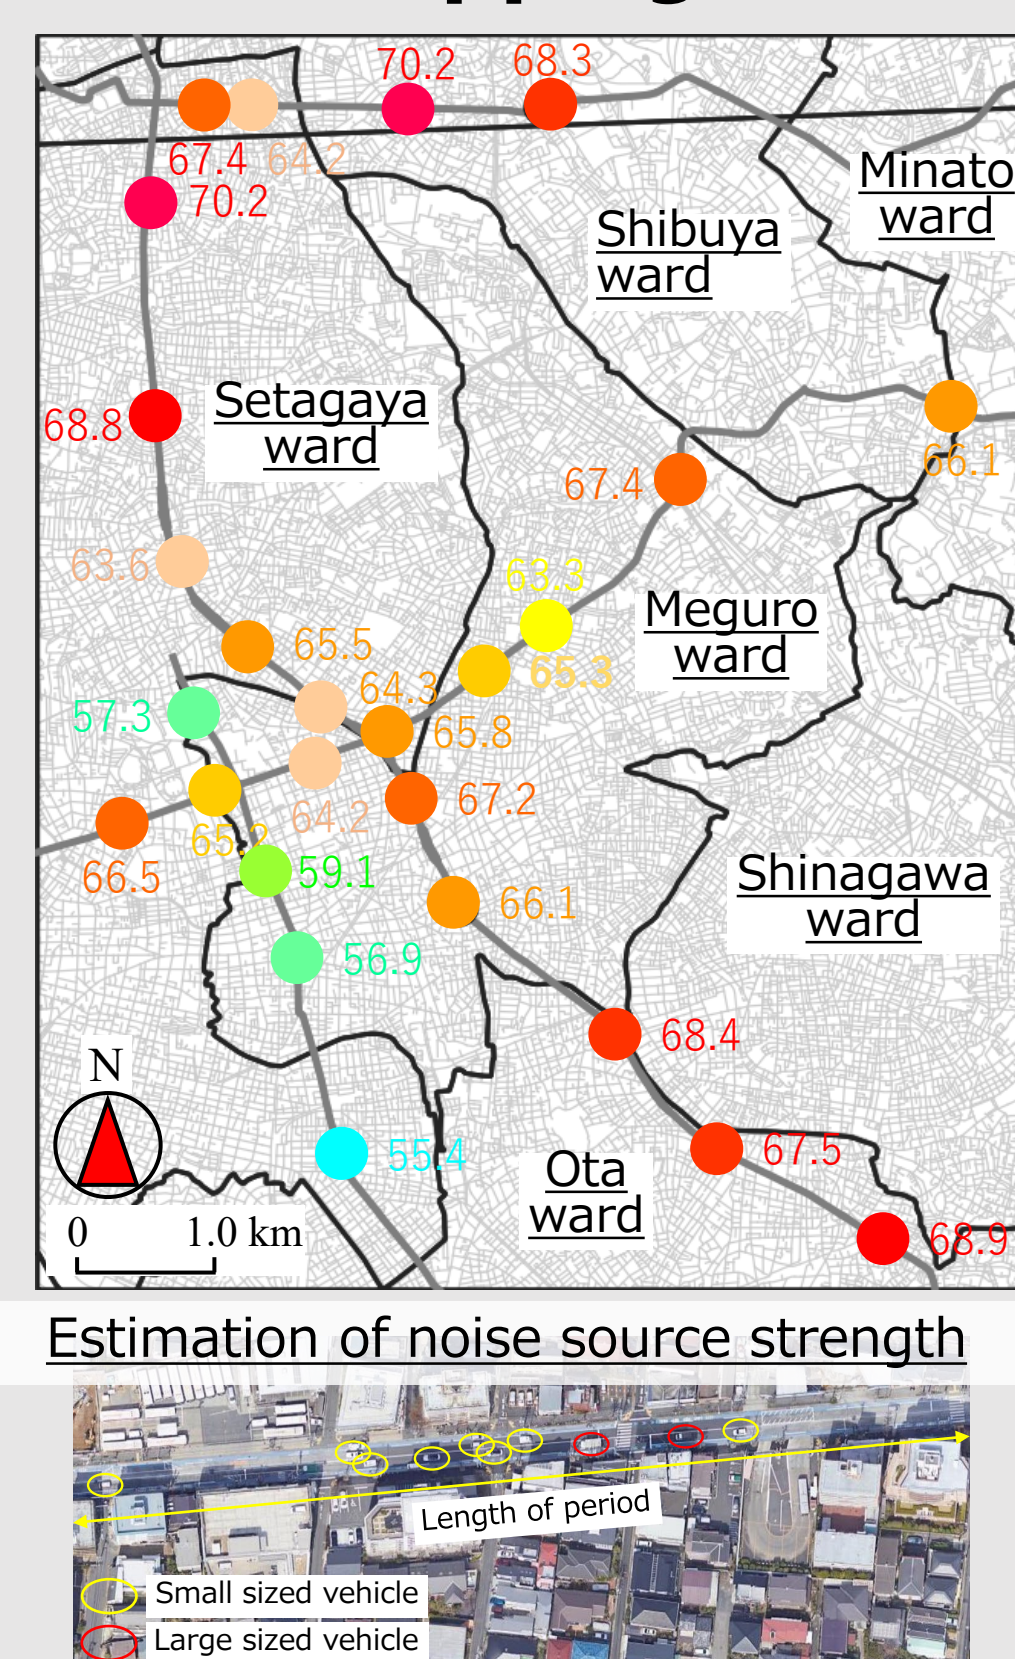 70.2
68.3
67.4
64.2
70.2
Minato
ward
Shibuya
ward
68.8
Setagaya
ward
66.1
67.4
63.6
63.3
Meguro
ward
65.5
65.3
64.3
57.3
65.8
64.2
67.2
65.2
66.5
59.1
Shinagawa
ward
66.1
56.9
68.4
N
55.4
67.5
Ota
ward
0 1.0 km
68.9
Estimation of noise source strength
Length of period
Small sized vehicle
Large sized vehicle